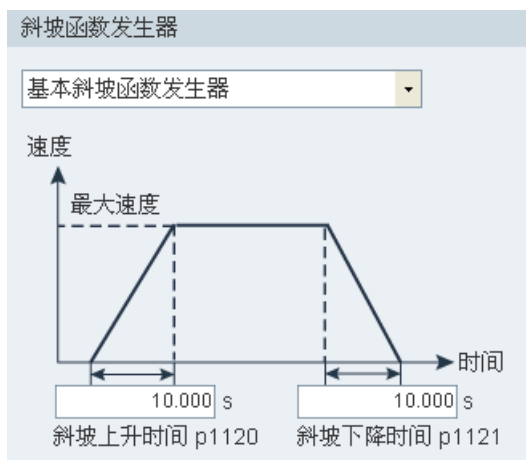 斜坡函数发生器
基本斜坡函数发生器
速度
最大速度
时间
10.000 s 10.000 s
斜坡上升时间 p1120 斜坡下降时间 p1121